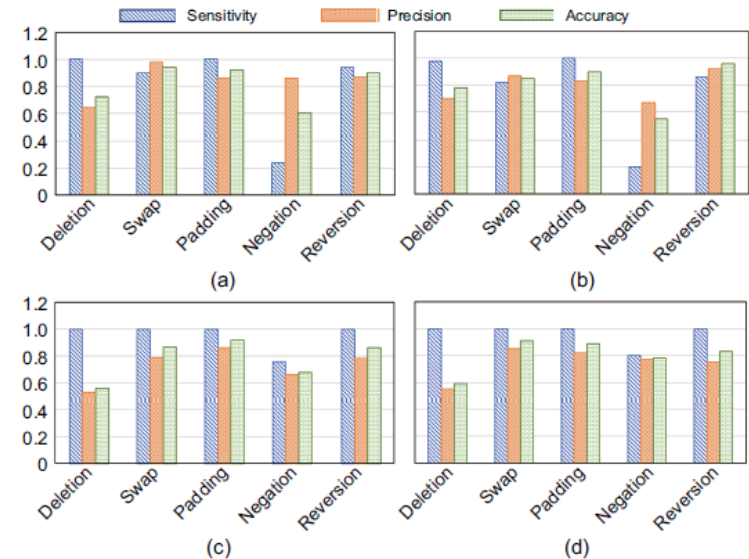 Sensitivity Precision Accuracy
1.2
1.0
0.8
0.6
0.4
0.2
0
Deletion Swap Padding Negation Reversion
Deletion Swap Padding Negation Reversion
(a) (b)
1.2
1.0
0.8
0.6
0.4
0.2
0
Deletion Swap Padding Negation Reversion
Deletion Swap Padding Negation Reversion
(c) (d)